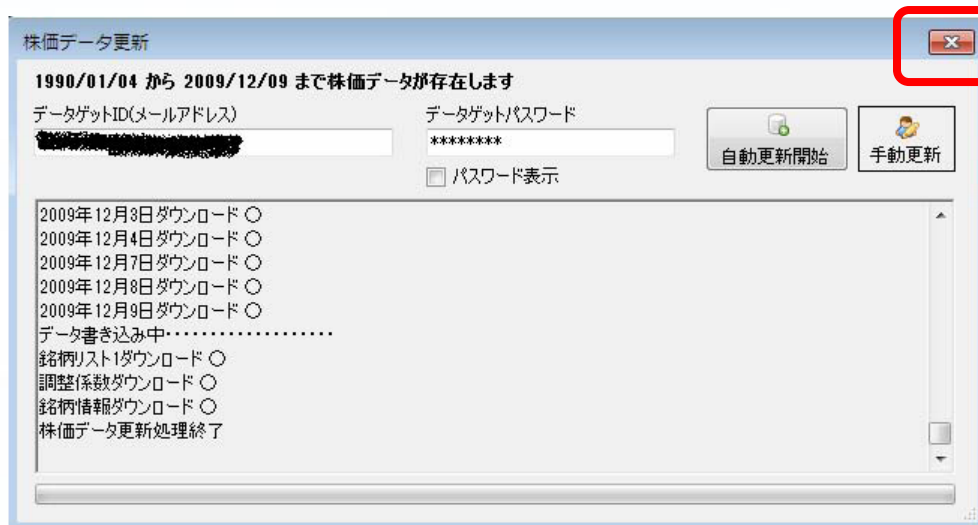 株価データ更新
1990/01/04 から 2009/12/09 まで株価データが存在します
データゲットID(メールアドレス)
データゲットパスワード
********
パスワード表示
自動更新開始
手動更新
2009年12月3日ダウンロード ○
2009年12月4日ダウンロード ○
2009年12月7日ダウンロード ○
2009年12月8日ダウンロード ○
2009年12月9日ダウンロード ○
データ書き込み中・・・・・・・・・・・・・・・・・・・
銘柄リスト1ダウンロード ○
調整係数ダウンロード ○
銘柄情報ダウンロード ○
株価データ更新処理終了